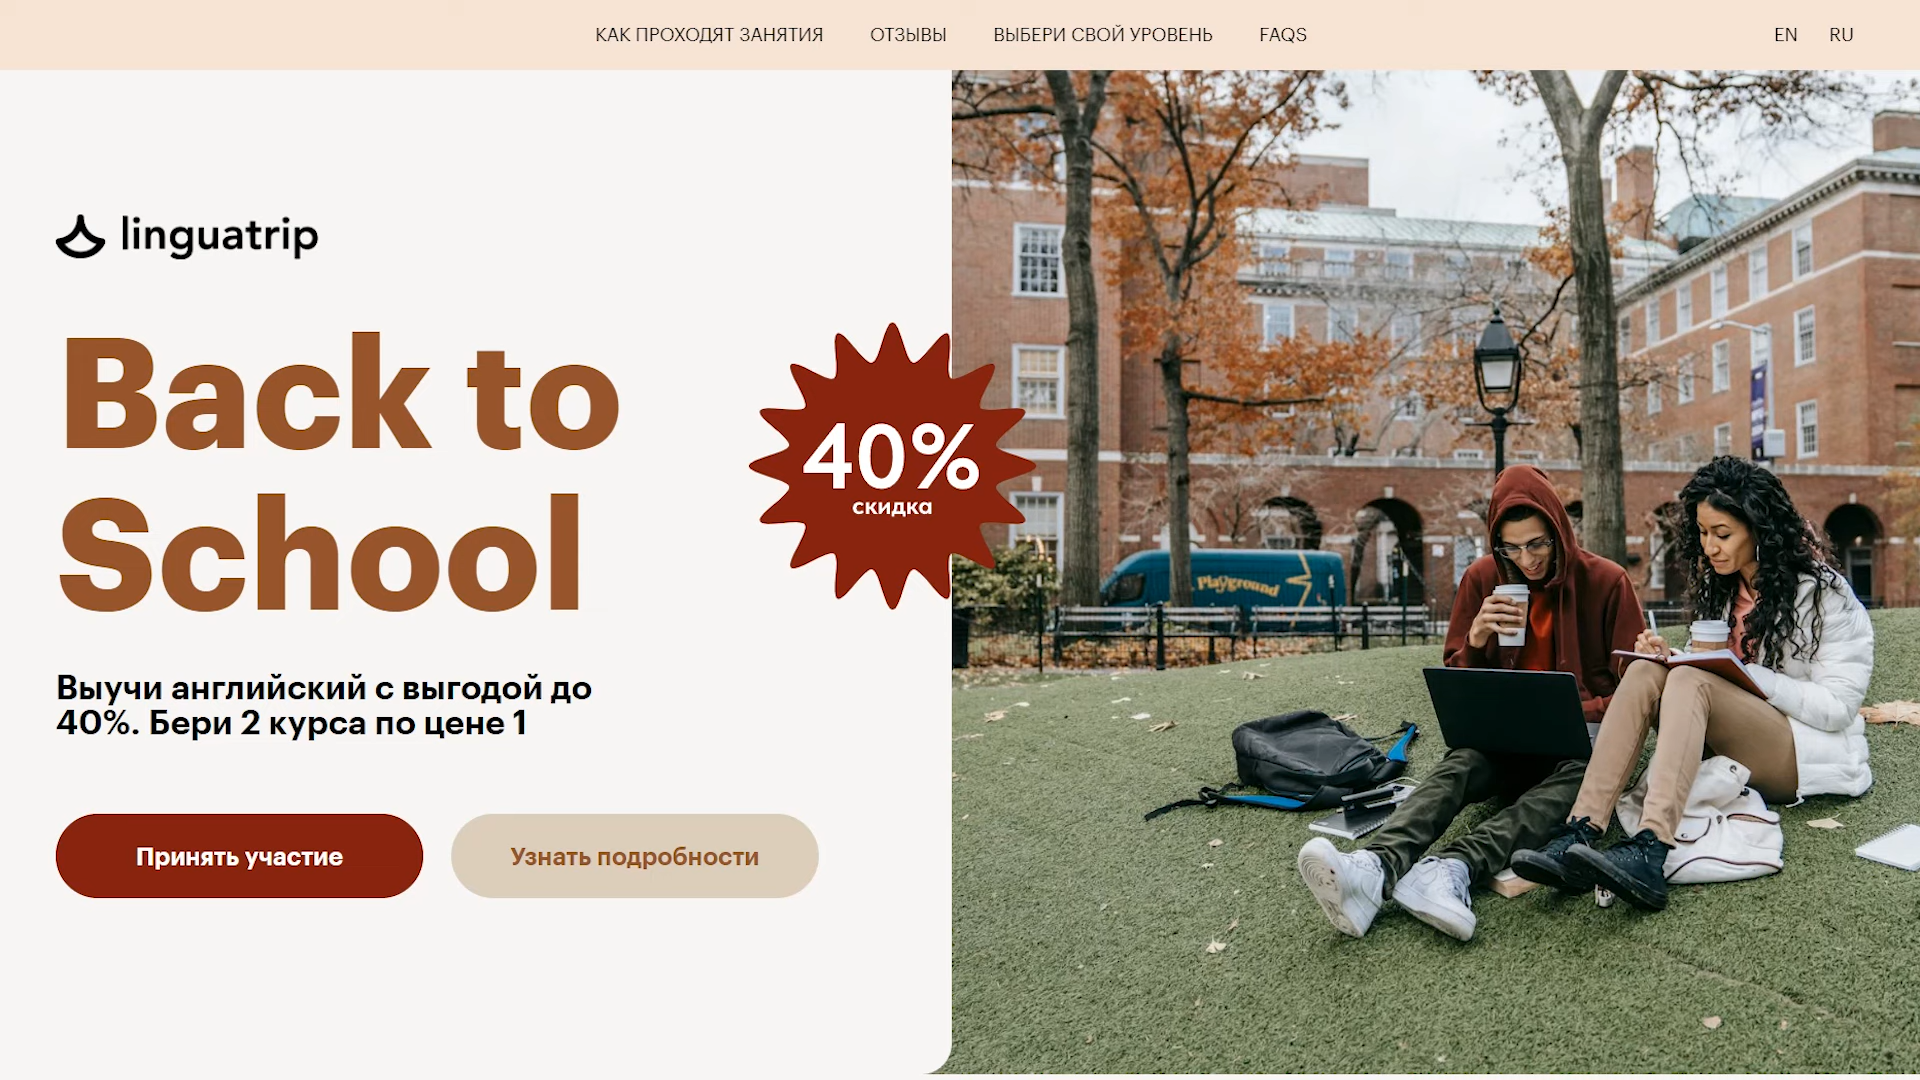 КАК ПРОХОДЯТ ЗАНЯТИЯ
ОТЗЫВЫ
ВЫБЕРИ СВОЙ УРОВЕНЬ
FAQS
EN
RU
linguatrip
Back to
School
40%
скидка
Playground
Выучи английский с выгодой до
40%. Бери 2 курса по цене 1
Принять участие
Узнать подробности